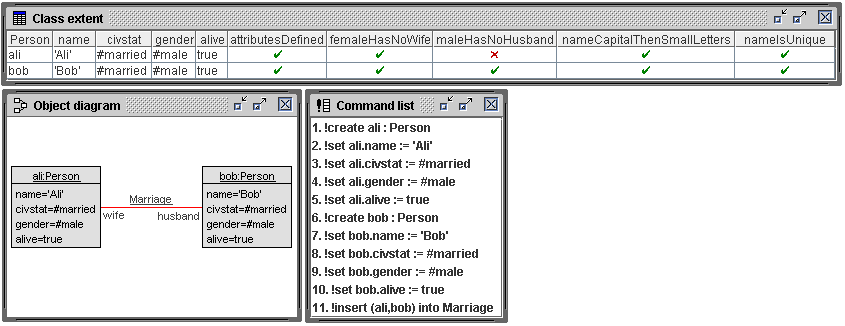 Class extent
Person name civstat gender alive attributesDefined femaleHasNoWife maleHasNoHusband nameCapitalThenSmallLetters nameIsUnique
ali 'Ali' #married #male true
bob 'Bob' #married #male true
Object diagram
ali:Person
name='Ali'
civstat=#married
gender=#male
alive=true
Marriage
wife husband
bob:Person
name='Bob'
civstat=#married
gender=#male
alive=true
Command list
1. !create ali : Person
2. !set ali.name := 'Ali'
3. !set ali.civstat := #married
4. !set ali.gender := #male
5. !set ali.alive := true
6. !create bob : Person
7. !set bob.name := 'Bob'
8. !set bob.civstat := #married
9. !set bob.gender := #male
10. !set bob.alive := true
11. !insert (ali,bob) into Marriage